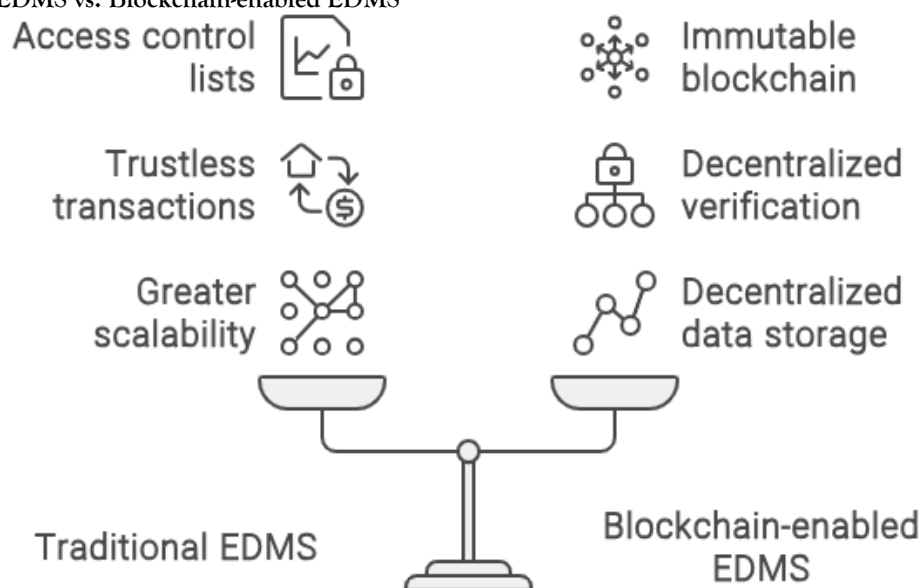 EDMS vs. Blockchain-enabled EDMS
Access control
lists
Immutable
blockchain
Trustless
transactions
Decentralized
verification
Greater
scalability
Decentralized
data storage
Traditional EDMS
Blockchain-enabled
EDMS